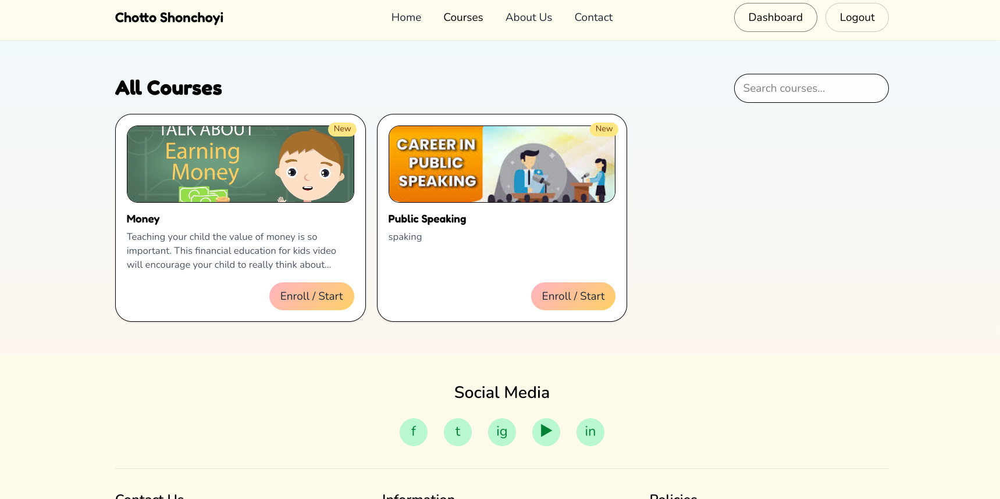 Chotto Shonchoyi
Home Courses About Us Contact
Dashboard Logout
All Courses
Search courses...
TALK ABOUT
Earning
Money
New
Money
Teaching your child the value of money is so
important. This financial education for kids video
will encourage your child to really think about...
Enroll / Start
CAREER IN
PUBLIC
SPEAKING
New
Public Speaking
spaking
Enroll / Start
Social Media
f t ig in
Contact Us Information Policies